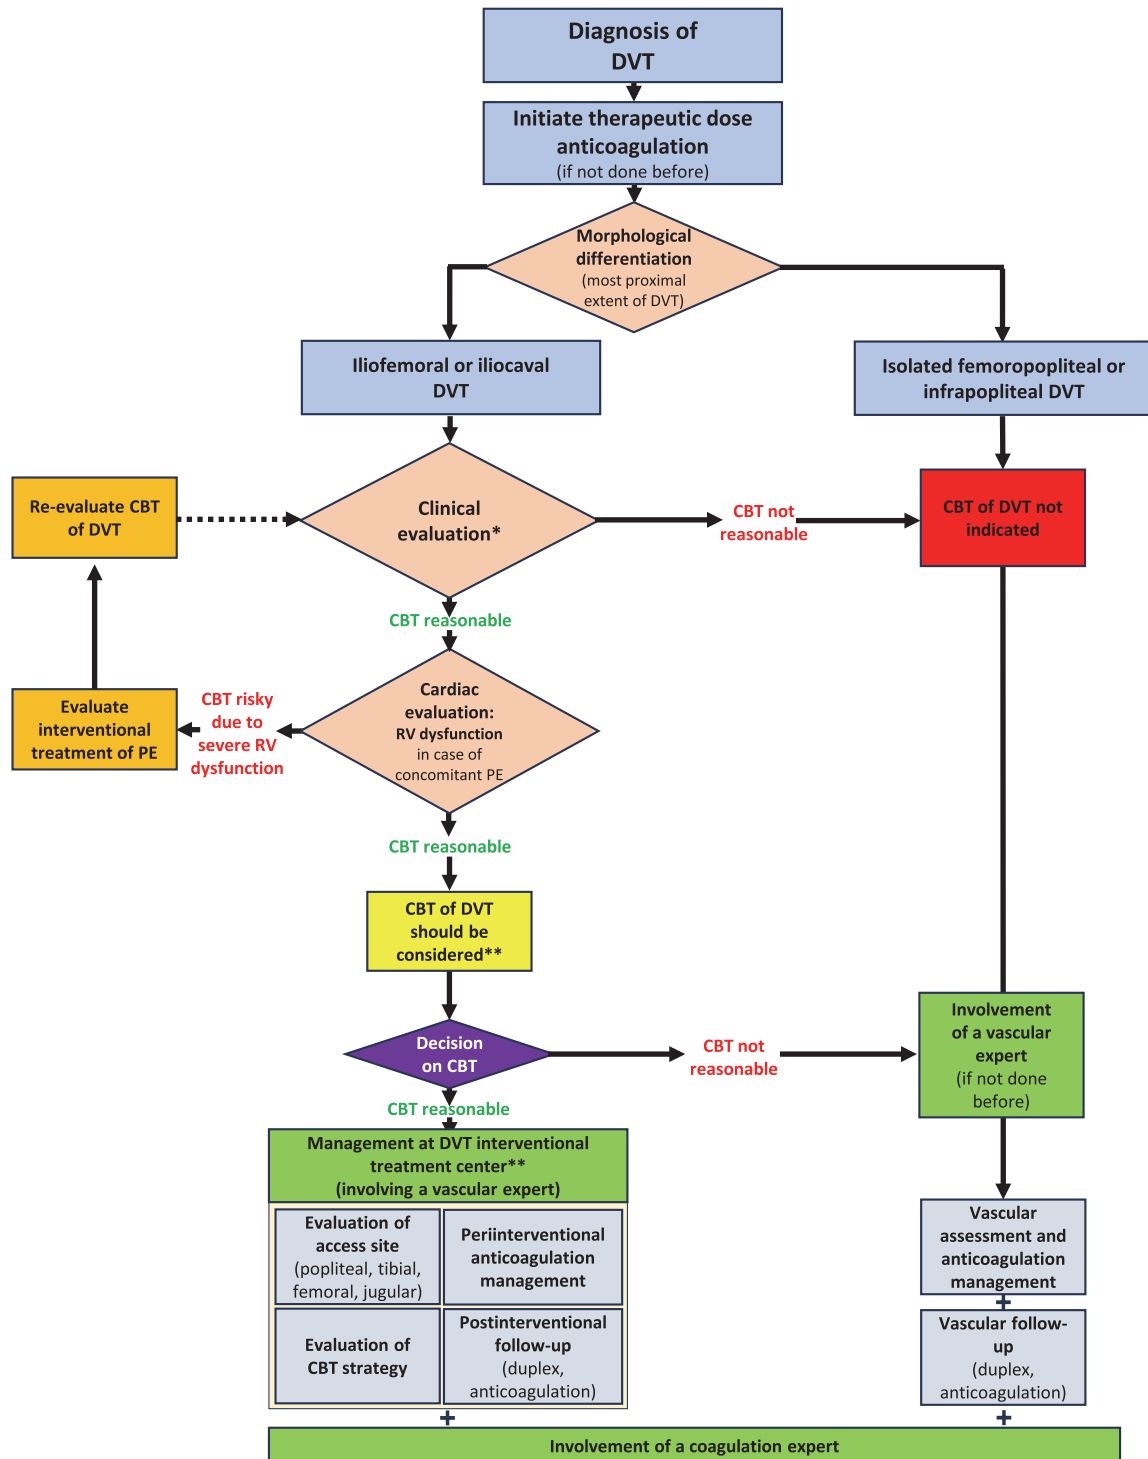 Diagnosis of
DVT
Initiate therapeutic dose
anticoagulation
(if not done before)
Morphological
differentiation
(most proximal
extent of DVT)
Iliofemoral or iliocaval
DVT
Isolated femoropopliteal or
infrapopliteal DVT
Re-evaluate CBT
of DVT
Clinical
evaluation*
CBT not
reasonable
CBT of DVT not
indicated
CBT reasonable
Evaluate
interventional
treatment of PE
CBT risky
due to
severe RV
dysfunction
Cardiac
evaluation:
RV dysfunction
in case of
concomitant PE
CBT reasonable
CBT of DVT
should be
considered**
Decision
on CBT
CBT not
reasonable
Involvement
of a vascular
expert
(if not done
before)
CBT reasonable
Management at DVT interventional
treatment center**
(involving a vascular expert)
Evaluation of
access site
(popliteal, tibial,
femoral, jugular)
Periinterventional
anticoagulation
management
Evaluation of
CBT strategy
Postinterventional
follow-up
(duplex,
anticoagulation)
Vascular
assessment and
anticoagulation
management
+
Vascular follow-
up
(duplex,
anticoagulation)
+
+
Involvement of a coagulation expert